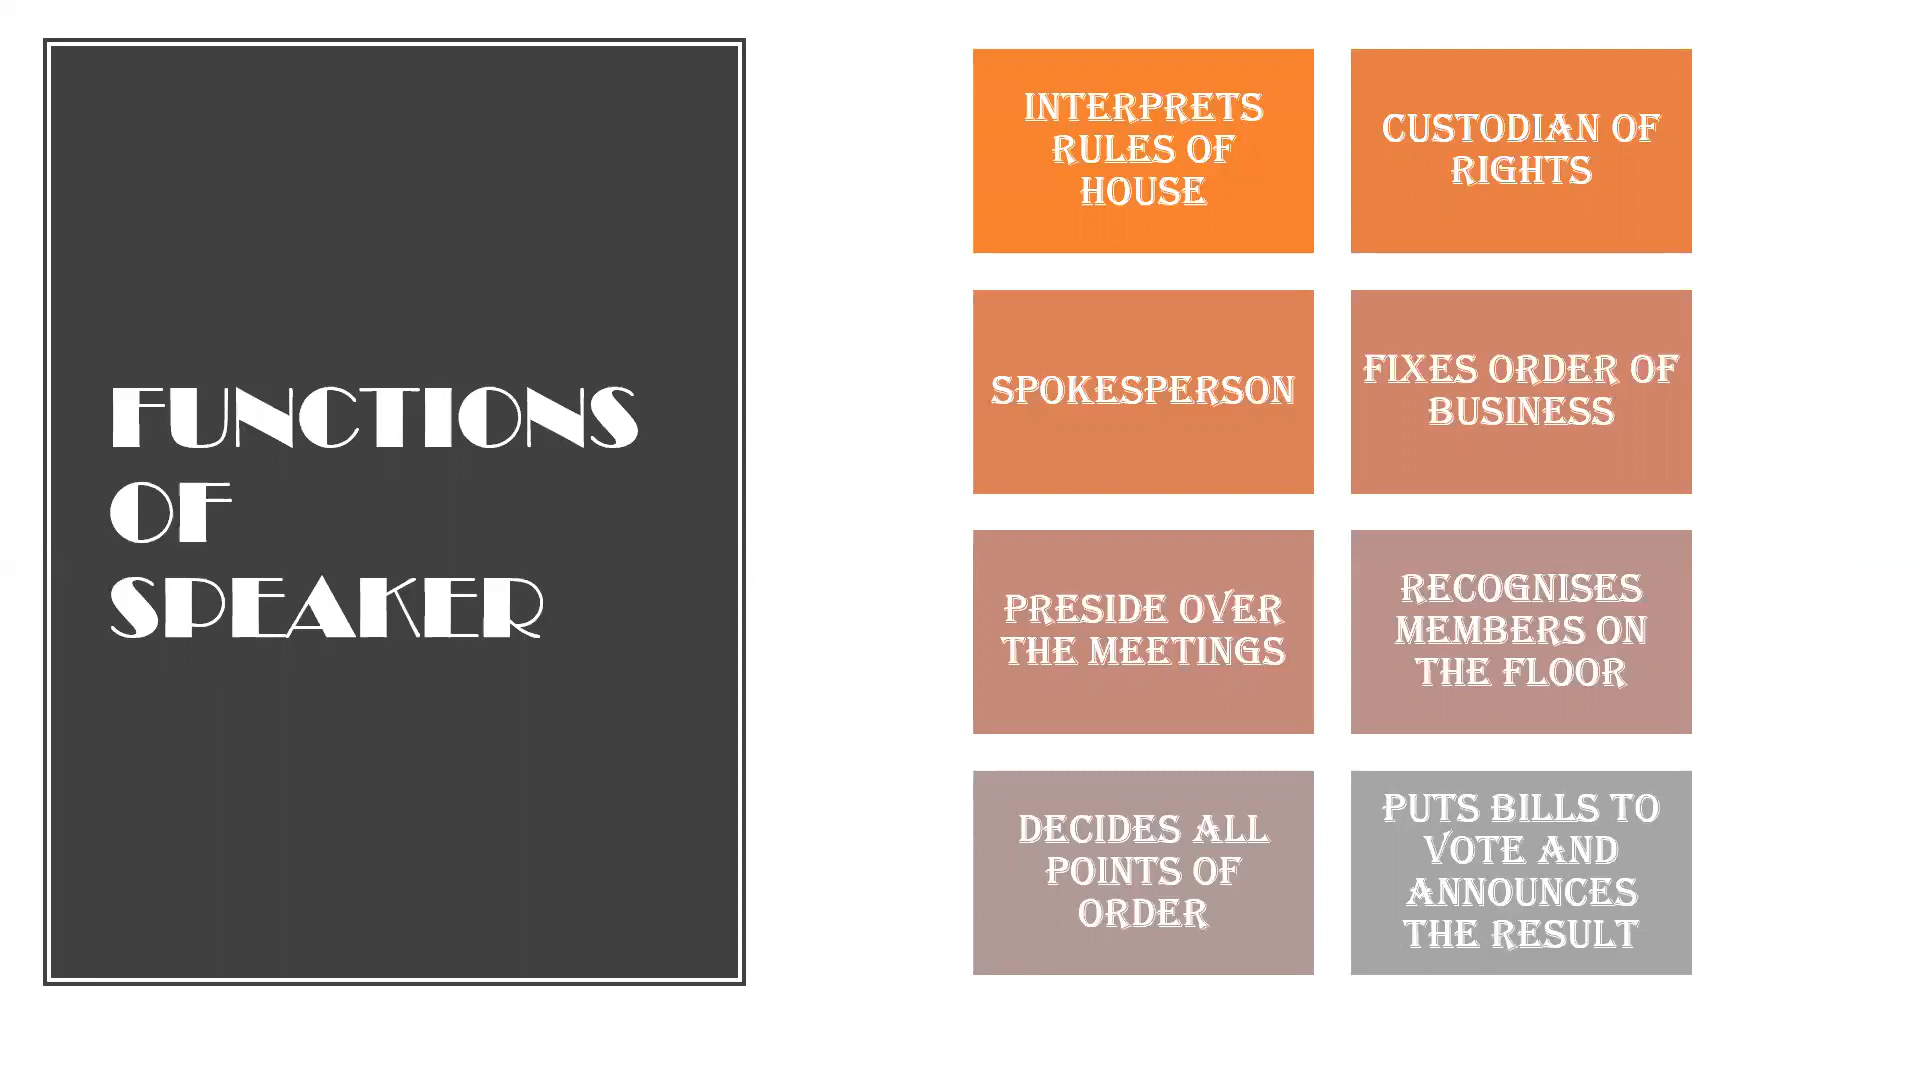 FUNCTIONS
OF
SPEAKER
INTERPRETS
RULES OF
HOUSE
CUSTODIAN OF
RIGHTS
SPOKESPERSON
FIXES ORDER OF
BUSINESS
PRESIDE OVER
THE MEETINGS
RECOGNISES
MEMBERS ON
THE FLOOR
DECIDES ALL
POINTS OF
ORDER
PUTS BILLS TO
VOTE AND
ANNOUNCES
THE RESULT